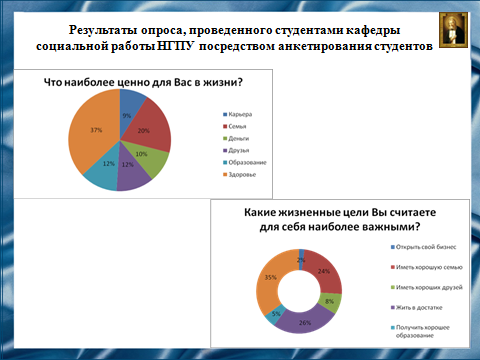 Результаты опроса, проведенного студентами кафедры
социальной работы НГПУ посредством анкетирования студентов
Что наиболее ценно для Вас в жизни?
9%
20%
10%
12%
12%
37%
Карьера
Семья
Деньги
Друзья
Образование
Здоровье
Какие жизненные цели Вы считаете
для себя наиболее важными?
2%
24%
8%
26%
5%
35%
Открыть свой бизнес
Иметь хорошую семью
Иметь хороших друзей
Жить в достатке
Получить хорошее
образование